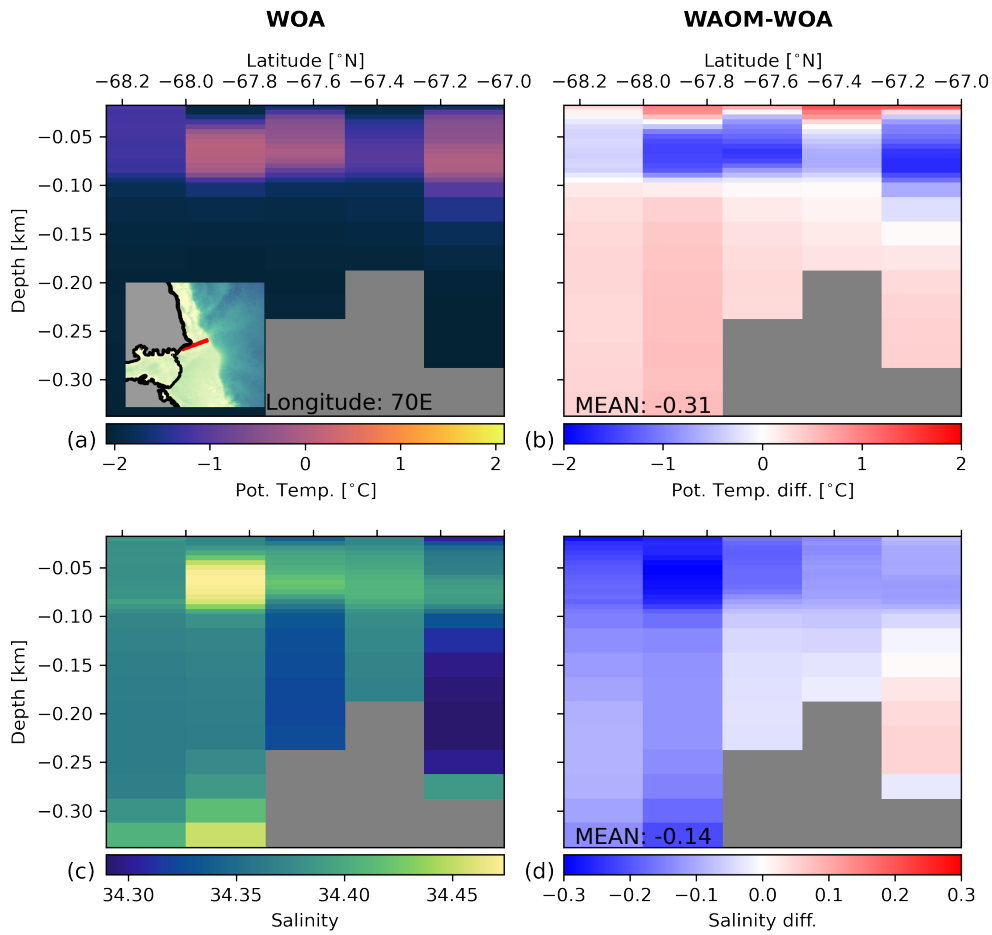 WOA
WAOM-WOA
Latitude [°N]
Latitude [°N]
−68.2 −68.0 −67.8 −67.6 −67.4 −67.2 −67.0
−68.2 −68.0 −67.8 −67.6 −67.4 −67.2 −67.0
Depth [km]
−0.05
−0.10
−0.15
−0.20
−0.25
−0.30
Longitude: 70E
MEAN: -0.31
(a)
−2 −1 0 1 2
Pot. Temp. [°C]
(b)
−2 −1 0 1 2
Pot. Temp. diff. [°C]
Depth [km]
−0.05
−0.10
−0.15
−0.20
−0.25
−0.30
MEAN: -0.14
(c)
34.30 34.35 34.40 34.45
Salinity
(d)
−0.3 −0.2 −0.1 0.0 0.1 0.2 0.3
Salinity diff.